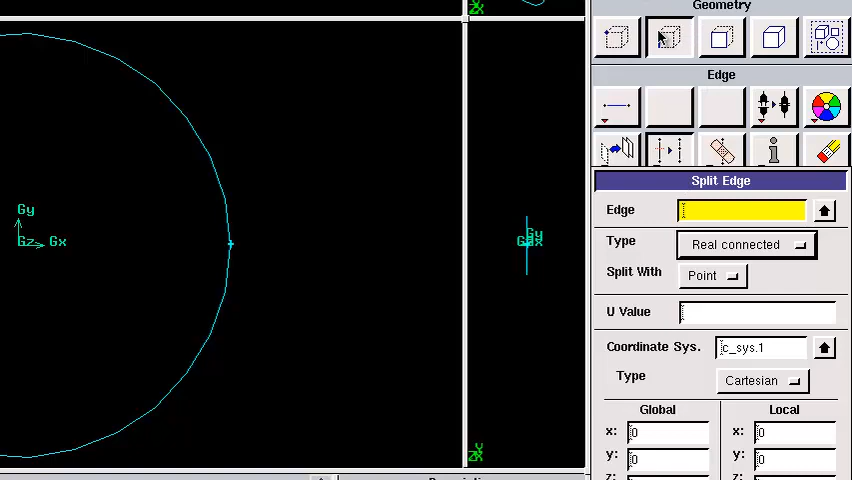 Geometry
Edge
Split Edge
Edge
Type Real connected
Split With Point
U Value
Coordinate Sys. c_sys.1
Type Cartesian
Global Local
x: 0 x: 0
y: 0 y: 0
Gy
Gz Gx
Gy